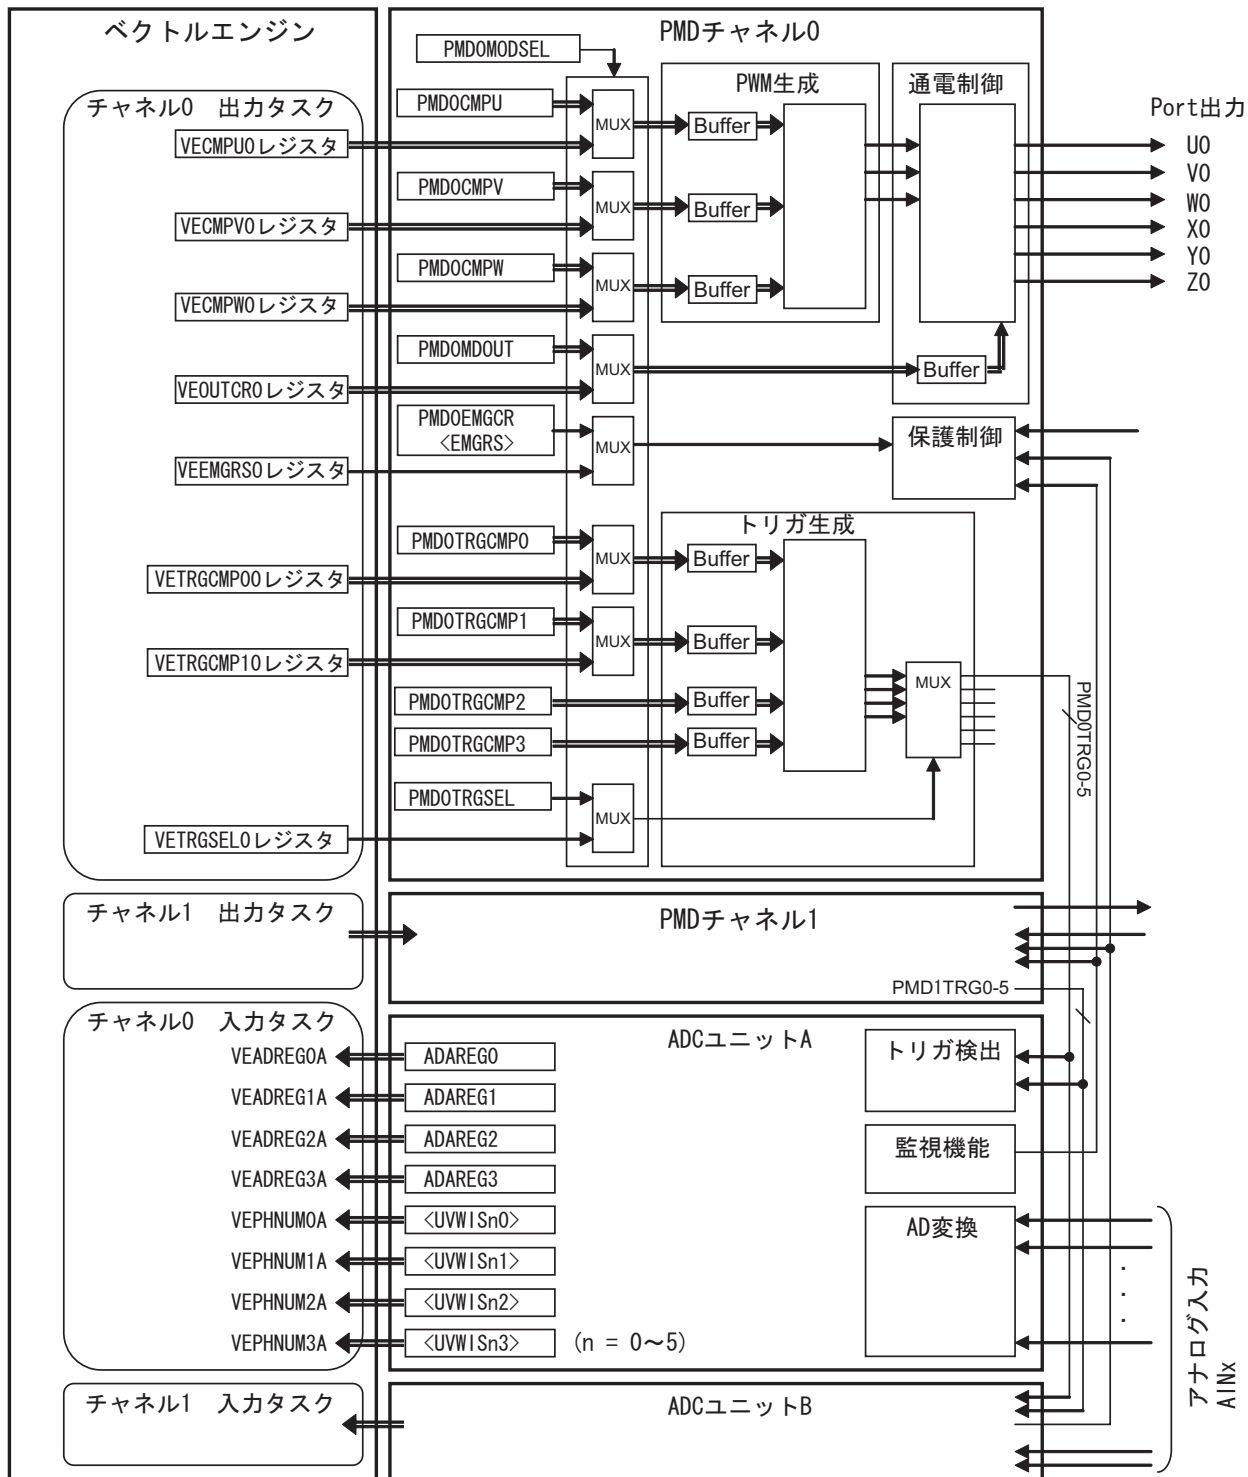 ベクトルエンジン
チャネル0　出力タスク
VECMPU0レジスタ
VECMPV0レジスタ
VECMPW0レジスタ
VEOUTCR0レジスタ
VEEMGRS0レジスタ
VETRGCMP00レジスタ
VETRGCMP10レジスタ
VETRGSEL0レジスタ
PMDチャネル0
PMD0MODSEL
PMD0CMPU
PMD0CMPV
PMD0CMPW
PMD0MDOUT
PMD0EMGCR
<EMGRS>
PMD0TRGCMP0
PMD0TRGCMP1
PMD0TRGCMP2
PMD0TRGCMP3
PMD0TRGSEL
MUX
MUX
MUX
MUX
MUX
MUX
MUX
MUX
PWM生成
Buffer
Buffer
Buffer
通電制御
Buffer
保護制御
トリガ生成
Buffer
Buffer
Buffer
Buffer
MUX
Port出力
U0
V0
W0
X0
Y0
Z0
PMD0TRG0-5
チャネル1　出力タスク
PMDチャネル1
PMD1TRG0-5
チャネル0　入力タスク
VEADREG0A
VEADREG1A
VEADREG2A
VEADREG3A
VEPHNUM0A
VEPHNUM1A
VEPHNUM2A
VEPHNUM3A
ADCユニットA
ADAREG0
ADAREG1
ADAREG2
ADAREG3
<UVWISn0>
<UVWISn1>
<UVWISn2>
<UVWISn3>
(n = 0～5)
トリガ検出
監視機能
AD変換
アナログ入力
AINx
チャネル1　入力タスク
ADCユニットB